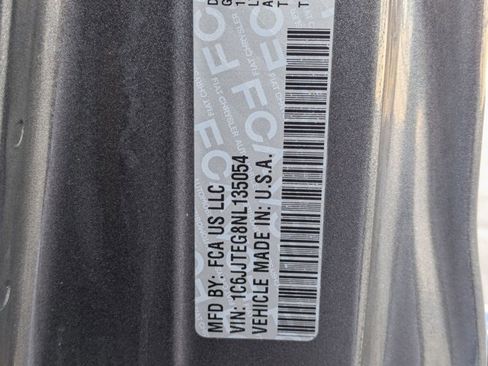 MFD BY: FCA US LLC
VIN: 1C6JJTEG8NL135054
VEHICLE MADE IN: U.S.A.